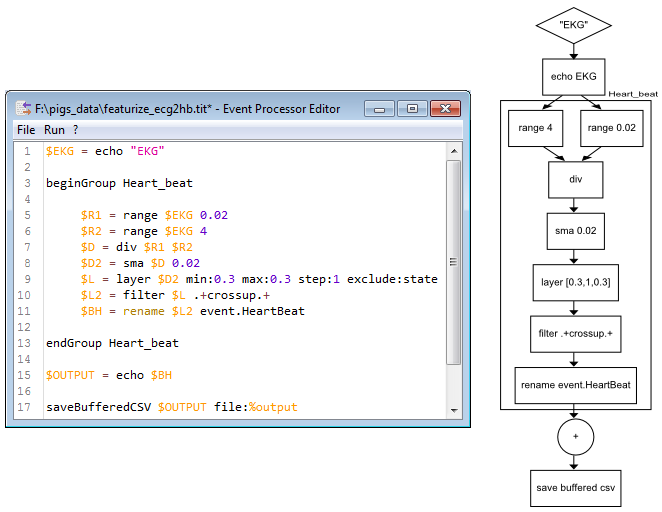 F:\pigs_data\featurize_ecg2hb.tit* - Event Processor Editor
File Run ?
1 $EKG = echo "EKG"
2
3 beginGroup Heart_beat
4
5 $R1 = range $EKG 0.02
6 $R2 = range $EKG 4
7 $D = div $R1 $R2
8 $D2 = sma $D 0.02
9 $L = layer $D2 min:0.3 max:0.3 step:1 exclude:state
10 $L2 = filter $L .+crossup.+
11 $BH = rename $L2 event.HeartBeat
12
13 endGroup Heart_beat
14
15 $OUTPUT = echo $BH
16
17 saveBufferedCSV $OUTPUT file:%output
"EKG"
echo EKG
Heart_beat
range 4
range 0.02
div
sma 0.02
layer [0.3,1,0.3]
filter .+crossup.+
rename event.HeartBeat
+
save buffered csv